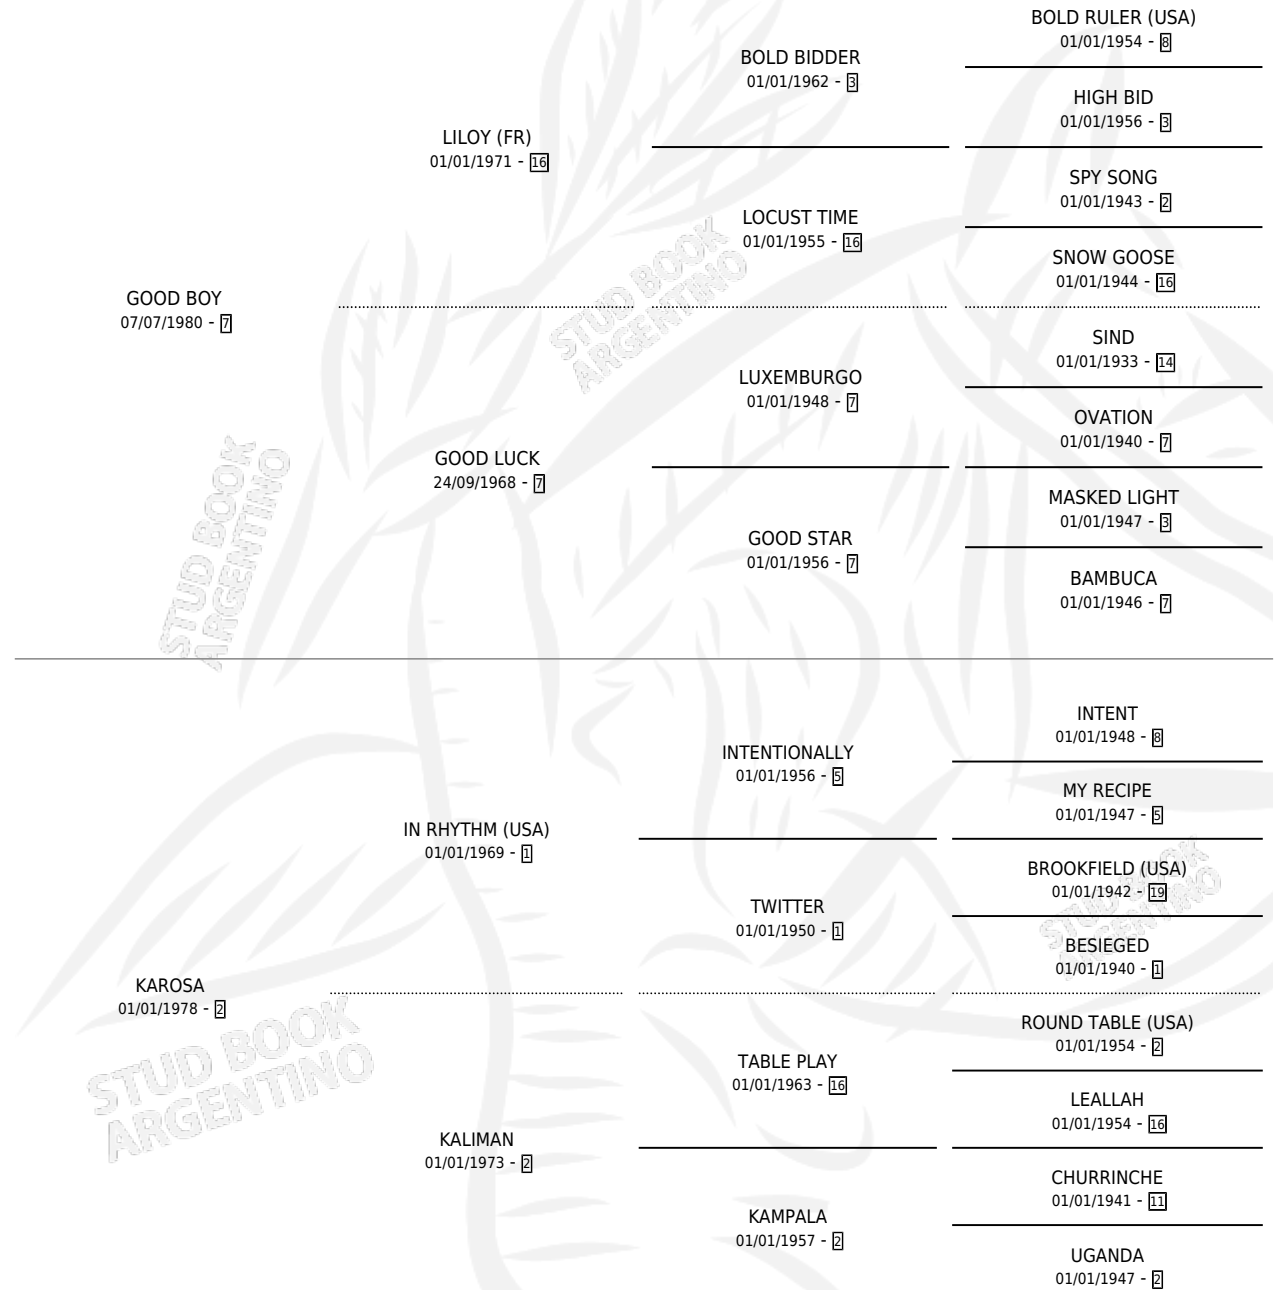 BOLD RULER (USA)
01/01/1954 - 8
BOLD BIDDER
01/01/1962 - 3
HIGH BID
01/01/1956 - 3
LILOY (FR)
01/01/1971 - 16
SPY SONG
01/01/1943 - 2
LOCUST TIME
01/01/1955 - 16
SNOW GOOSE
01/01/1944 - 16
GOOD BOY
07/07/1980 - 7
STUD BOOK
ARGENTINO
SIND
01/01/1933 - 14
LUXEMBURGO
01/01/1948 - 7
OVATION
01/01/1940 - 7
GOOD LUCK
24/09/1968 - 7
MASKED LIGHT
01/01/1947 - 3
GOOD STAR
01/01/1956 - 7
BAMBUCA
01/01/1946 - 7
STUD BOOK
ARGENTINO
INTENT
01/01/1948 - 8
INTENTIONALLY
01/01/1956 - 5
MY RECIPE
01/01/1947 - 5
IN RHYTHM (USA)
01/01/1969 - 1
BROOKFIELD (USA)
01/01/1942 - 19
TWITTER
01/01/1950 - 1
STUD BOOK
ARGENTINO
BESIEGED
01/01/1940 - 1
KAROSA
01/01/1978 - 2
STUD BOOK
ARGENTINO
ROUND TABLE (USA)
01/01/1954 - 2
TABLE PLAY
01/01/1963 - 16
LEALLAH
01/01/1954 - 16
KALIMAN
01/01/1973 - 2
CHURRINCHE
01/01/1941 - 11
KAMPALA
01/01/1957 - 2
UGANDA
01/01/1947 - 2